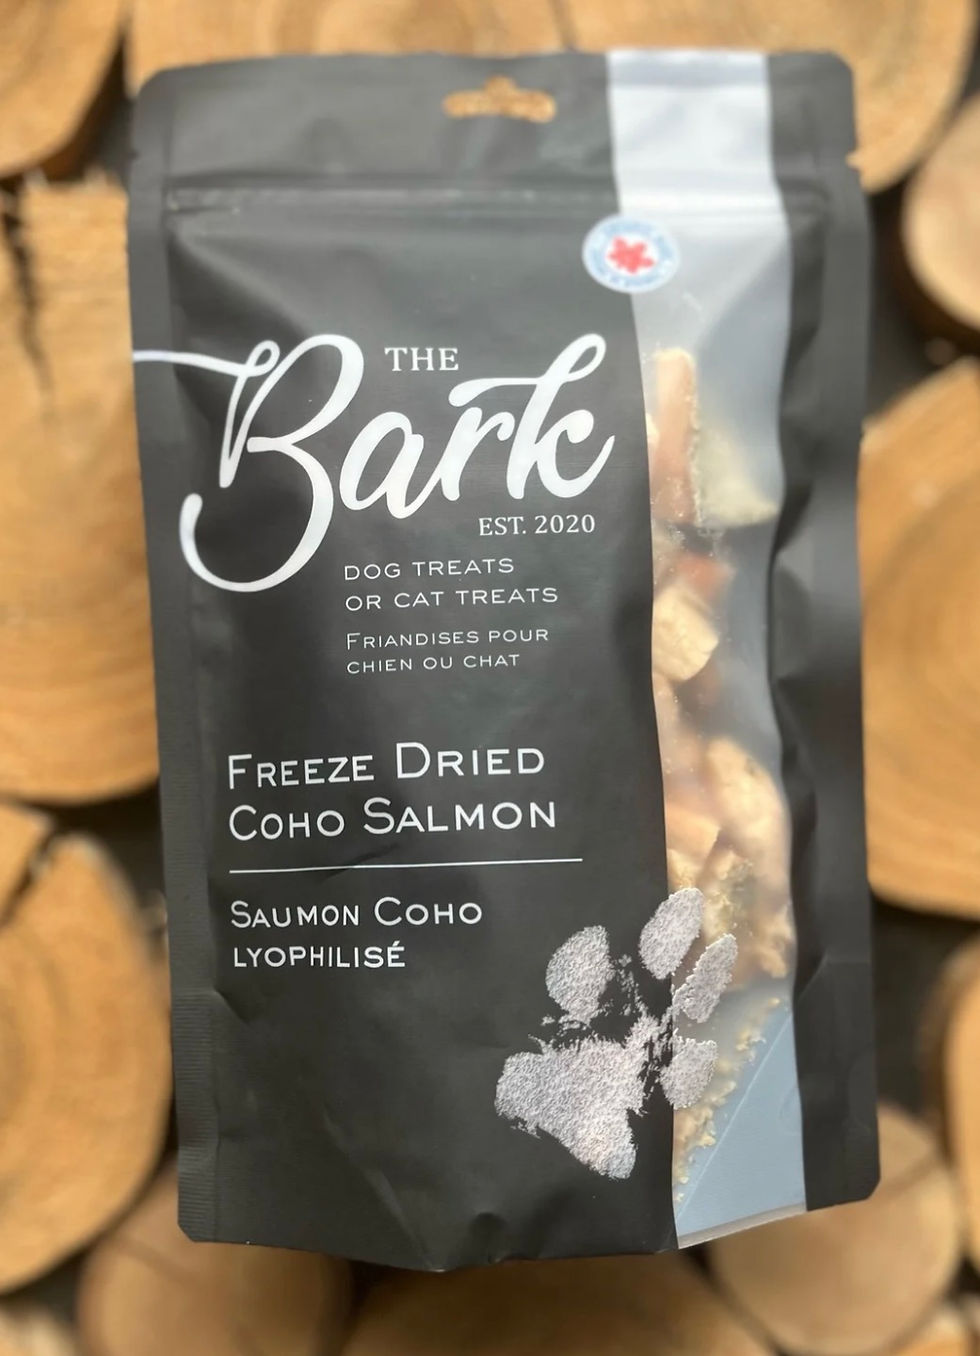 THE
Bark
EST. 2020
DOG TREATS
OR CAT TREATS
FRIANDISES POUR
CHIEN OU CHAT
FREEZE DRIED
COHO SALMON
SAUMON COHO
LYOPHILISÉ